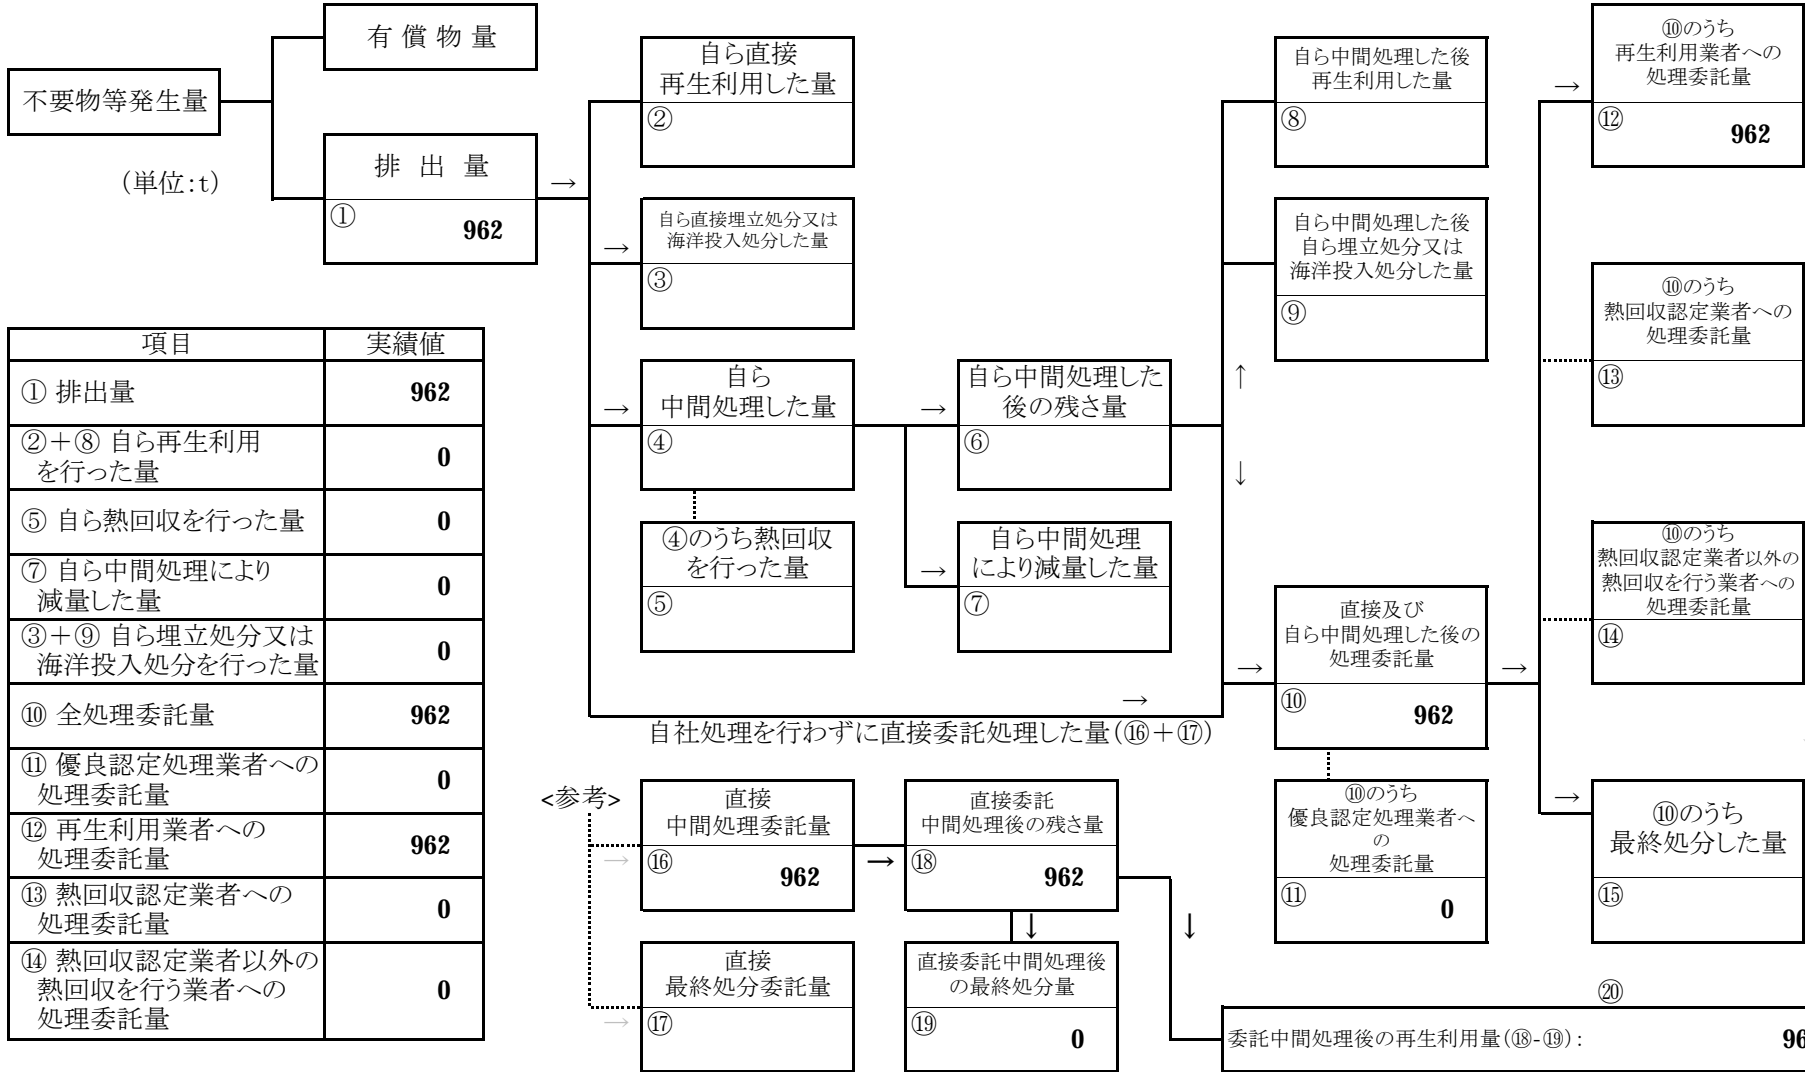 不要物等発生量
(単位:t)
有 償 物 量
排 出 量
→
①
962
自ら直接
再生利用した量
②
→
自ら直接埋立処分又は
海洋投入処分した量
③
→
自ら
中間処理した量
④
④のうち熱回収
を行った量
⑤
→
自ら中間処理した
後の残さ量
⑥
→
自ら中間処理
により減量した量
⑦
自ら中間処理した後
再生利用した量
⑧
自ら中間処理した後
自ら埋立処分又は
海洋投入処分した量
⑨
↑
↓
→
直接及び
自ら中間処理した後の
処理委託量
⑩
962
→
⑩のうち
優良認定処理業者へ
の
処理委託量
⑪
0
→
⑩のうち
再生利用業者への
処理委託量
⑫
962
⑩のうち
熱回収認定業者への
処理委託量
⑬
⑩のうち
熱回収認定業者以外の
熱回収を行う業者への
処理委託量
⑭
→
⑩のうち
最終処分した量
⑮
→
自社処理を行わずに直接委託処理した量(⑯+⑰)
<参考>
→
直接
中間処理委託量
⑯
962
→
直接委託
中間処理後の残さ量
⑱
962
↓
↓
→
直接
最終処分委託量
⑰
直接委託中間処理後
の最終処分量
⑲
0
⑳
委託中間処理後の再生利用量(⑱-⑲):
項目 実績値
① 排出量 962
②+⑧ 自ら再生利用
を行った量 0
⑤ 自ら熱回収を行った量 0
⑦ 自ら中間処理により
減量した量 0
③+⑨ 自ら埋立処分又は
海洋投入処分を行った量 0
⑩ 全処理委託量 962
⑪ 優良認定処理業者への
処理委託量 0
⑫ 再生利用業者への
処理委託量 962
⑬ 熱回収認定業者への
処理委託量 0
⑭ 熱回収認定業者以外の
熱回収を行う業者への
処理委託量 0